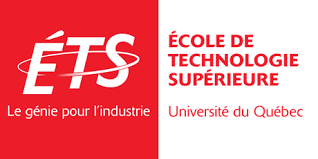 ÉTS
Le génie pour l'industrie
ÉCOLE DE
TECHNOLOGIE
SUPÉRIEURE
Université du Québec